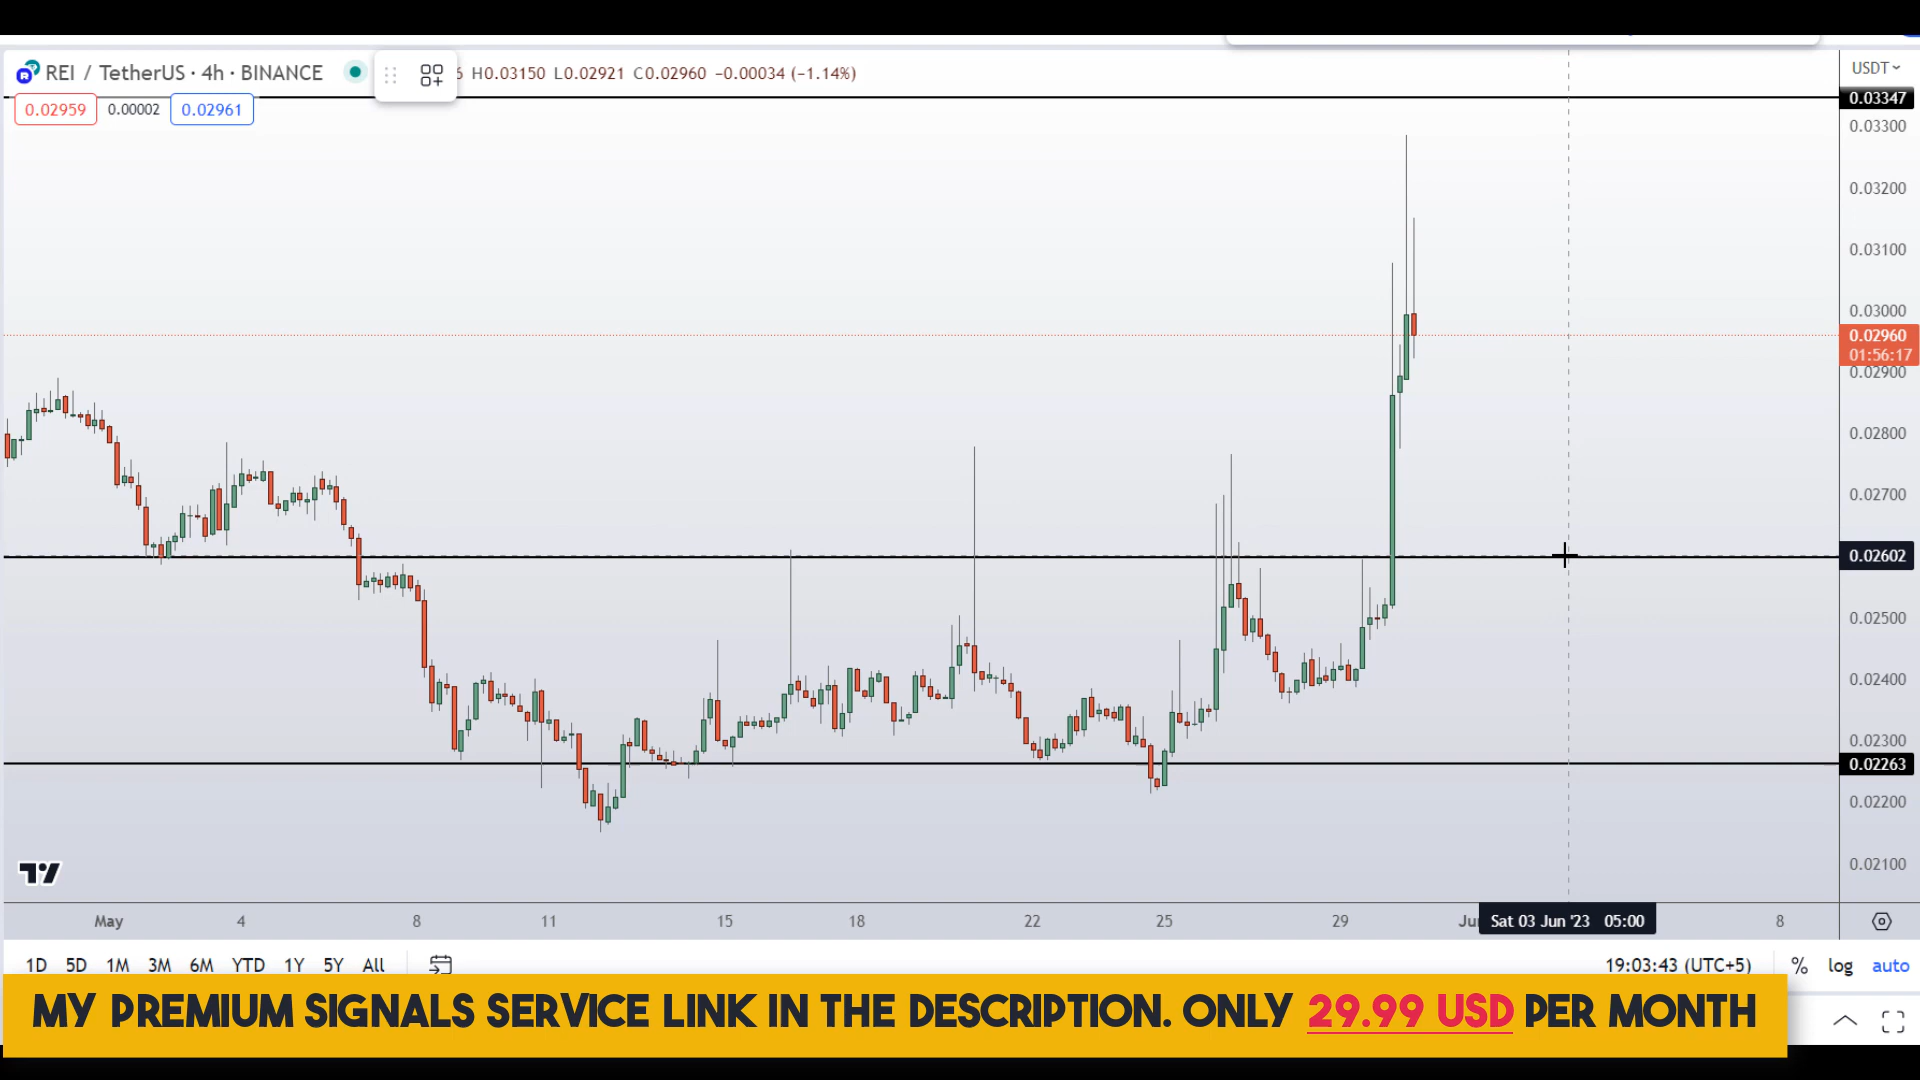 REI / TetherUS · 4h · BINANCE
6 H0.03150 L0.02921 C0.02960 −0.00034 (−1.14%)
USDT
0.02959 0.00002 0.02961
0.03347
0.03300
0.03200
0.03100
0.03000
0.02960
01:56:17
0.02900
0.02800
0.02700
0.02602
0.02500
0.02400
0.02300
0.02263
0.02200
0.02100
May 4 8 11 15 18 22 25 29 Sat 03 Jun '23 05:00 8
1D 5D 1M 3M 6M YTD 1Y 5Y All 19:03:43 (UTC+5) % log auto
MY PREMIUM SIGNALS SERVICE LINK IN THE DESCRIPTION. ONLY 29.99 USD PER MONTH